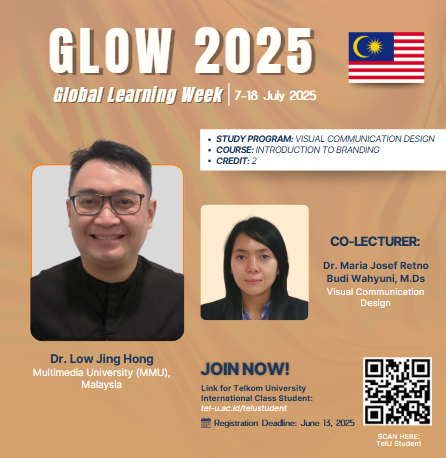 GLOW 2025
Global Learning Week | 7-18 July 2025
• STUDY PROGRAM: VISUAL COMMUNICATION DESIGN
• COURSE: INTRODUCTION TO BRANDING
• CREDIT: 2
CO-LECTURER:
Dr. Maria Josef Retno
Budi Wahyuni, M.Ds
Visual Communication
Design
Dr. Low Jing Hong
Multimedia University (MMU),
Malaysia
JOIN NOW!
Link for Telkom University
International Class Student:
tel-u.ac.id/telustudent
Registration Deadline: June 13, 2025
SCAN HERE:
TelU Student